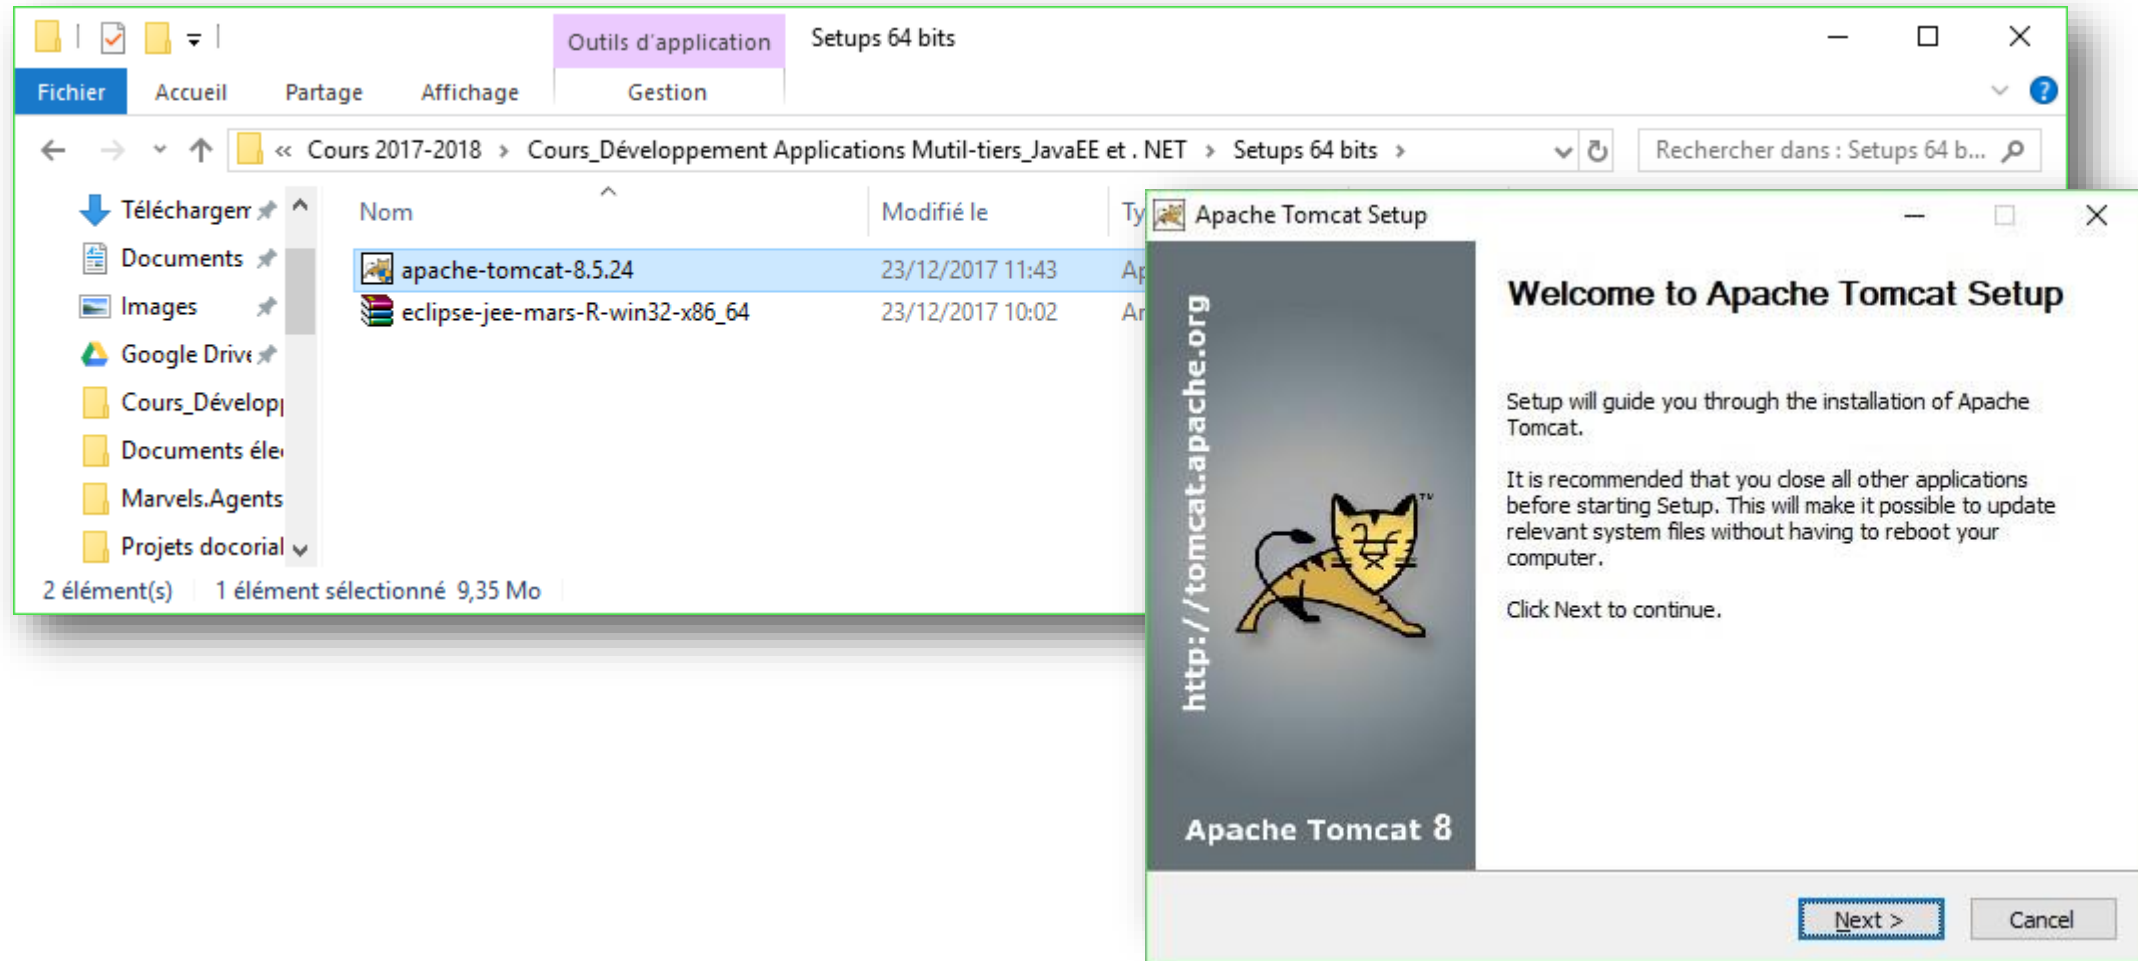 Outils d'application
Setups 64 bits
Fichier
Accueil
Partage
Affichage
Gestion
« Cours 2017-2018 > Cours_Développement Applications Mutil-tiers_JavaEE et . NET > Setups 64 bits >
Rechercher dans : Setups 64 b...
Nom
Modifié le
Ty
Téléchargem
Documents
Images
Google Drive
Cours_Dévelop
Documents éle
Marvels.Agents
Projets docorial
apache-tomcat-8.5.24
23/12/2017 11:43
Ap
eclipse-jee-mars-R-win32-x86_64
23/12/2017 10:02
Ar
2 élément(s)
1 élément sélectionné 9,35 Mo
Apache Tomcat Setup
http://tomcat.apache.org
TM
Apache Tomcat 8
Welcome to Apache Tomcat Setup
Setup will guide you through the installation of Apache
Tomcat.
It is recommended that you close all other applications
before starting Setup. This will make it possible to update
relevant system files without having to reboot your
computer.
Click Next to continue.
Next >
Cancel